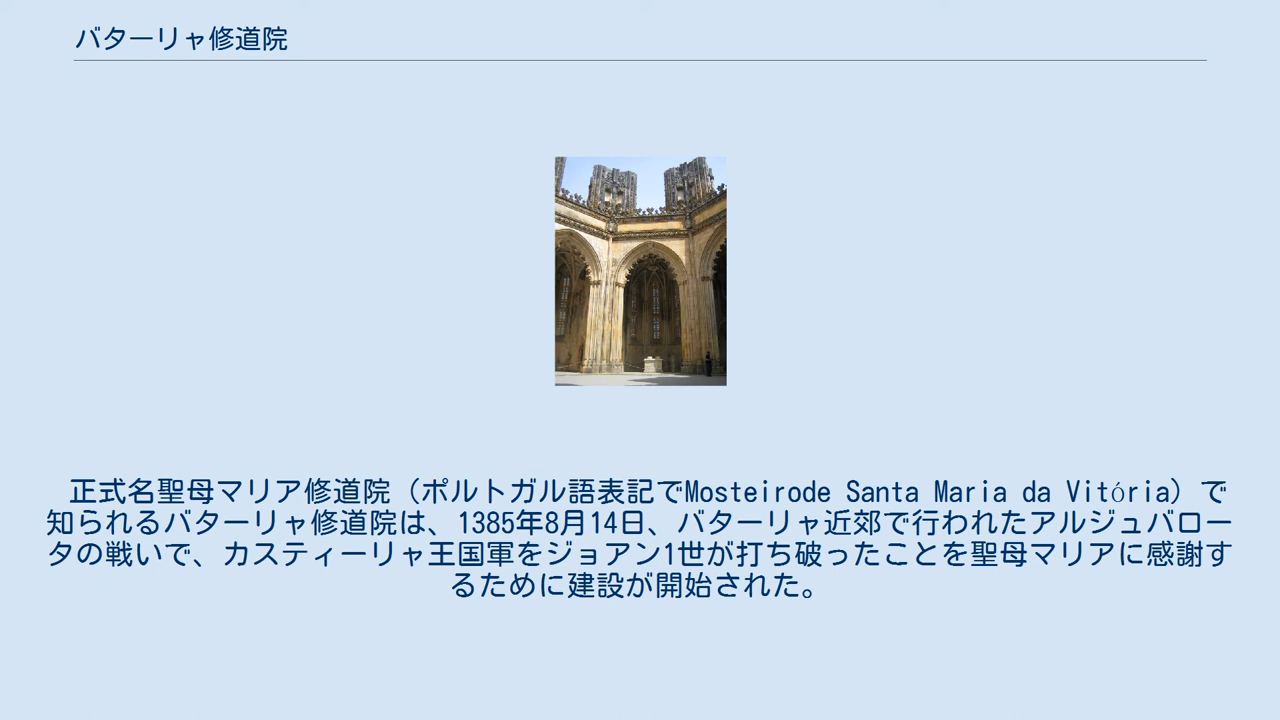 バターリャ修道院
正式名聖母マリア修道院（ポルトガル語表記でMosteirode Santa Maria da Vitória）で
知られるバターリャ修道院は、1385年8月14日、バターリャ近郊で行われたアルジュバロー
タの戦いで、カスティーリャ王国軍をジョアン1世が打ち破ったことを聖母マリアに感謝す
るために建設が開始された。